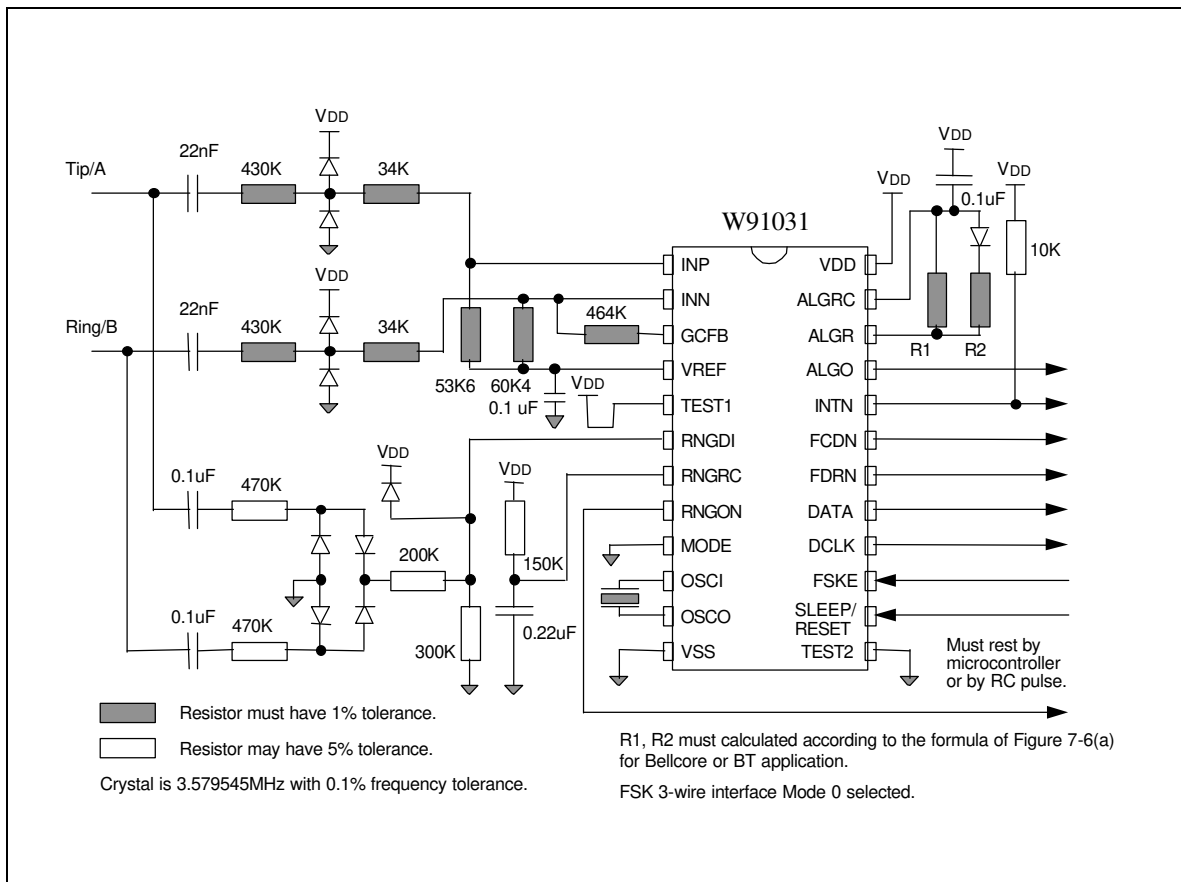 VDD
Tip/A
22nF
430K
34K
VDD
Ring/B
22nF
430K
34K
53K6
60K4
0.1 uF
464K
VDD
0.1uF
470K
0.1uF
470K
VDD
200K
300K
VDD
150K
0.22uF
W91031
INP
INN
GCFB
VREF
TEST1
RNGDI
RNGRC
RNGON
MODE
OSCI
OSCO
VSS
VDD
ALGRC
ALGR
ALGO
INTN
FCDN
FDRN
DATA
DCLK
FSKE
SLEEP/
RESET
TEST2
VDD
VDD
0.1uF
R1
R2
VDD
10K
Must rest by
microcontroller
or by RC pulse.
Resistor must have 1% tolerance.
Resistor may have 5% tolerance.
Crystal is 3.579545MHz with 0.1% frequency tolerance.
R1, R2 must calculated according to the formula of Figure 7-6(a)
for Bellcore or BT application.
FSK 3-wire interface Mode 0 selected.